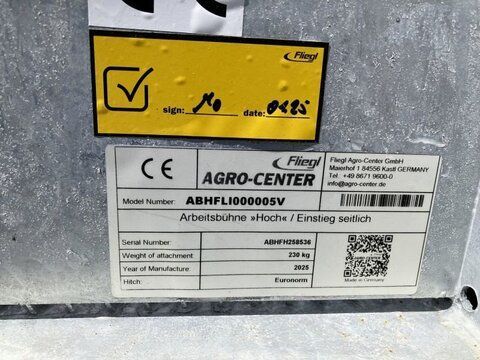 Fliegl
sign: date:
CE
Fliegl
AGRO-CENTER
Fliegl Agro-Center GmbH
Maierhof 1 84556 Kastl GERMANY
Tel. +49 8671 9600-0
info@agro-center.de
Model Number: ABHFLI000005V
Arbeitsbühne »Hoch« / Einstieg seitlich
Serial Number: ABHFH258536
Weight of attachment 230 kg
Year of Manufacture 2025
Hitch: Euronorm
Made in Germany